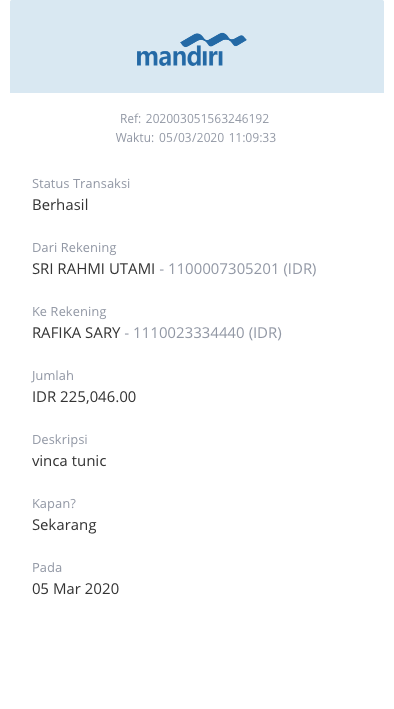 mandiri
Ref: 202003051563246192
Waktu: 05/03/2020 11:09:33
Status Transaksi
Berhasil
Dari Rekening
SRI RAHMI UTAMI - 1100007305201 (IDR)
Ke Rekening
RAFIKA SARY - 1110023334440 (IDR)
Jumlah
IDR 225,046.00
Deskripsi
vinca tunic
Kapan?
Sekarang
Pada
05 Mar 2020